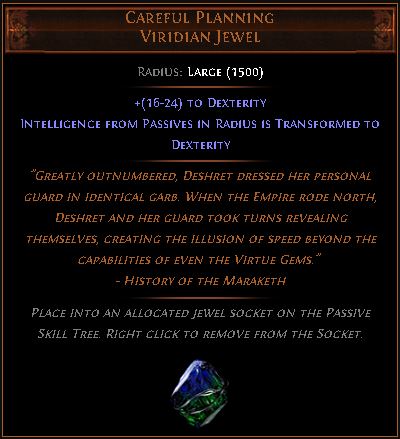 Careful Planning
Viridian Jewel
Radius: Large (1500)
+(16-24) to Dexterity
Intelligence from Passives in Radius is Transformed to
Dexterity
"Greatly outnumbered, Deshret dressed her personal
guard in identical garb. When the Empire rode north,
Deshret and her guard took turns revealing
themselves, creating the illusion of speed beyond the
capabilities of even the Virtue Gems."
- History of the Maraketh
Place into an allocated jewel socket on the Passive
Skill Tree. Right click to remove from the Socket.